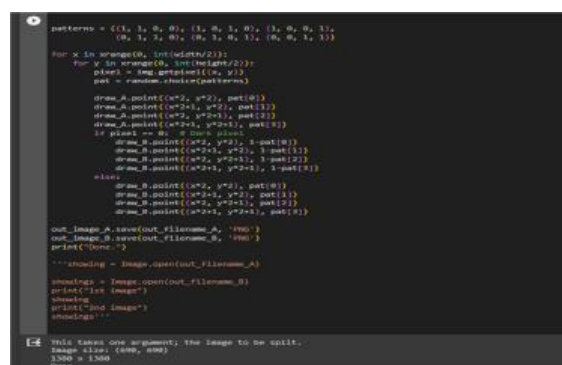 patterns = ((1, 1, 0, 0), (1, 0, 1, 0), (1, 0, 0, 1),
(0, 1, 1, 0), (0, 1, 0, 1), (0, 0, 1, 1))
for x in xrange(0, int(width/2)):
for y in xrange(0, int(height/2)):
pixel = img.getpixel((x, y))
pat = random.choice(patterns)
draw_A.point((x*2, y*2), pat[0])
draw_A.point((x*2+1, y*2), pat[1])
draw_A.point((x*2, y*2+1), pat[2])
draw_A.point((x*2+1, y*2+1), pat[3])
if pixel == 0: # Dark pixel
draw_B.point((x*2, y*2), 1-pat[0])
draw_B.point((x*2+1, y*2), 1-pat[1])
draw_B.point((x*2, y*2+1), 1-pat[2])
draw_B.point((x*2+1, y*2+1), 1-pat[3])
else:
draw_B.point((x*2, y*2), pat[0])
draw_B.point((x*2+1, y*2), pat[1])
draw_B.point((x*2, y*2+1), pat[2])
draw_B.point((x*2+1, y*2+1), pat[3])
out_image_A.save(out_filename_A, 'PNG')
out_image_B.save(out_filename_B, 'PNG')
print("Done.")
'''showing = Image.open(out_filename_A)
showings = Image.open(out_filename_B)
print("1st image")
showing
print("2nd image")
showings'''
This takes one argument; the image to be split.
Image size: (690, 690)
1380 x 1380